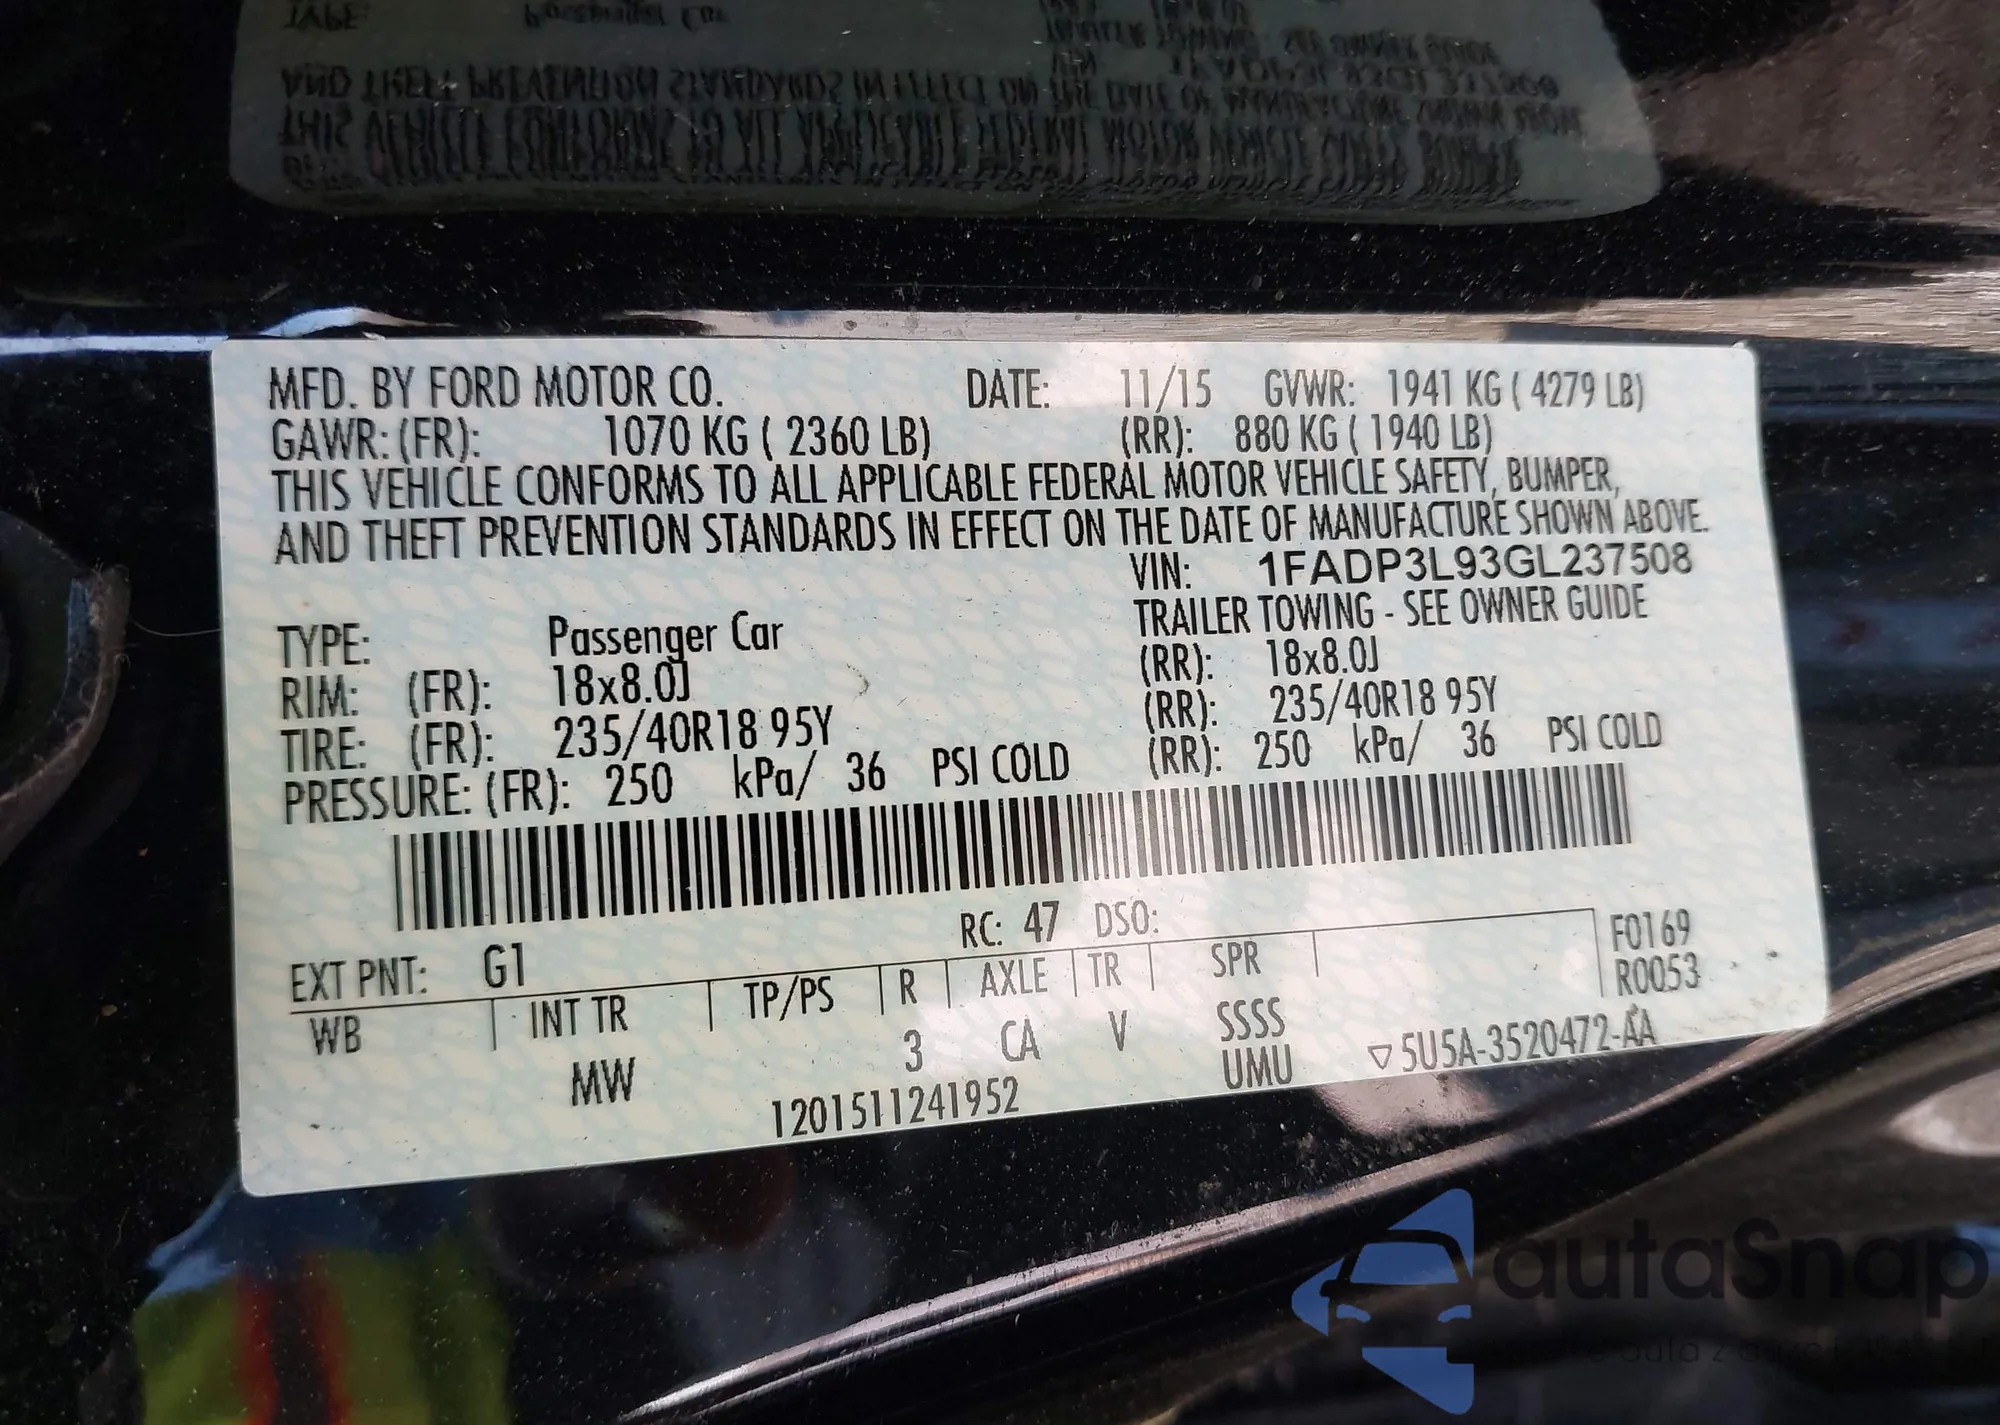 MFD. BY FORD MOTOR CO. DATE: 11/15 GVWR: 1941 KG ( 4279 LB)
GAWR: (FR): 1070 KG ( 2360 LB) (RR): 880 KG ( 1940 LB)
THIS VEHICLE CONFORMS TO ALL APPLICABLE FEDERAL MOTOR VEHICLE SAFETY, BUMPER,
AND THEFT PREVENTION STANDARDS IN EFFECT ON THE DATE OF MANUFACTURE SHOWN ABOVE.
VIN: 1FADP3L93GL237508
TYPE: Passenger Car TRAILER TOWING - SEE OWNER GUIDE
RIM: (FR): 18x8.0J (RR): 18x8.0J
TIRE: (FR): 235/40R18 95Y (RR): 235/40R18 95Y
PRESSURE: (FR): 250 kPa/ 36 PSI COLD (RR): 250 kPa/ 36 PSI COLD
RC: 47 DSO:
EXT PNT: G1 F0169
R0053
WB INT TR TP/PS R AXLE TR SPR
MW 3 CA V SSSS
UMU ▽5U5A-3520472-AA
1201511241952
autaSnap